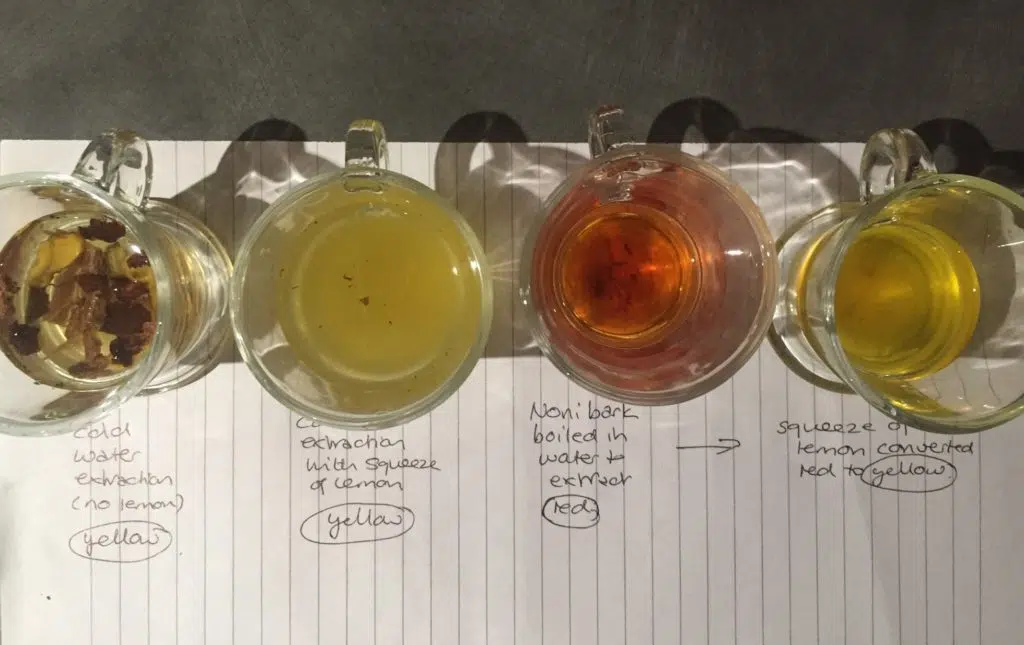 cold
water
extraction
(no lemon)
yellow
extraction
with squeeze
of lemon
yellow
Noni bark
boiled in
water to
extract
red
→
squeeze of
lemon converted
red to yellow